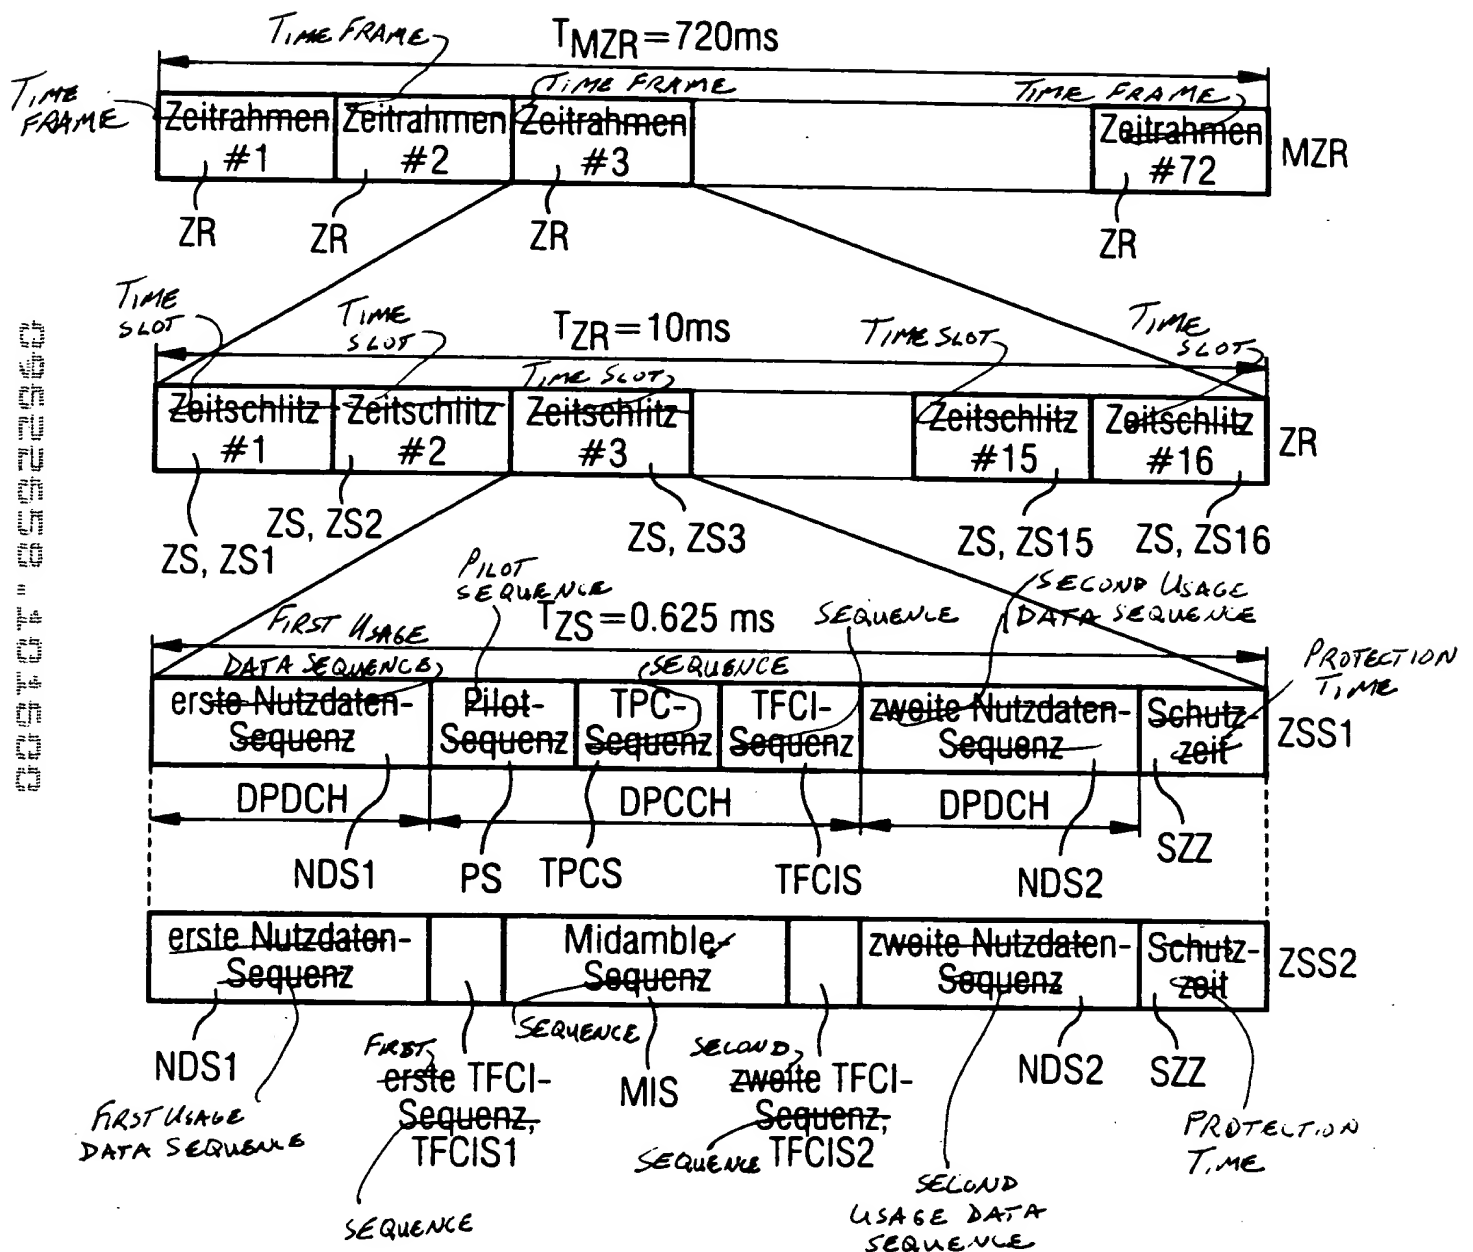 TIME FRAME
T_MZR=720ms
TIME FRAME
TIME FRAME
TIME FRAME
Zeitrahmen #1
Zeitrahmen #2
Zeitrahmen #3
Zeitrahmen #72
MZR
ZR
ZR
ZR
ZR
TIME SLOT
TIME SLOT
T_ZR=10ms
TIME SLOT
TIME SLOT
TIME SLOT
Zeitschlitz #1
Zeitschlitz #2
Zeitschlitz #3
Zeitschlitz #15
Zeitschlitz #16
ZR
ZS, ZS1
ZS, ZS2
ZS, ZS3
ZS, ZS15
ZS, ZS16
PILOT SEQUENCE
FIRST USAGE DATA SEQUENCE
T_ZS=0.625 ms
SEQUENCE
SEQUENCE
SECOND USAGE DATA SEQUENCE
PROTECTION TIME
erste Nutzdaten-Sequenz
Pilot-Sequenz
TPC-Sequenz
TFCI-Sequenz
zweite Nutzdaten-Sequenz
Schutz-zeit
ZSS1
DPDCH
DPCCH
DPDCH
NDS1
PS
TPCS
TFCIS
NDS2
SZZ
erste Nutzdaten-Sequenz
Midamble-Sequenz
zweite Nutzdaten-Sequenz
Schutz-zeit
ZSS2
NDS1
FIRST
erste TFCI-Sequenz, TFCIS1
SEQUENCE
MIS
SECOND
zweite TFCI-Sequenz, TFCIS2
NDS2
SZZ
FIRST USAGE DATA SEQUENCE
SEQUENCE
SEQUENCE
SECOND USAGE DATA SEQUENCE
PROTECTION TIME